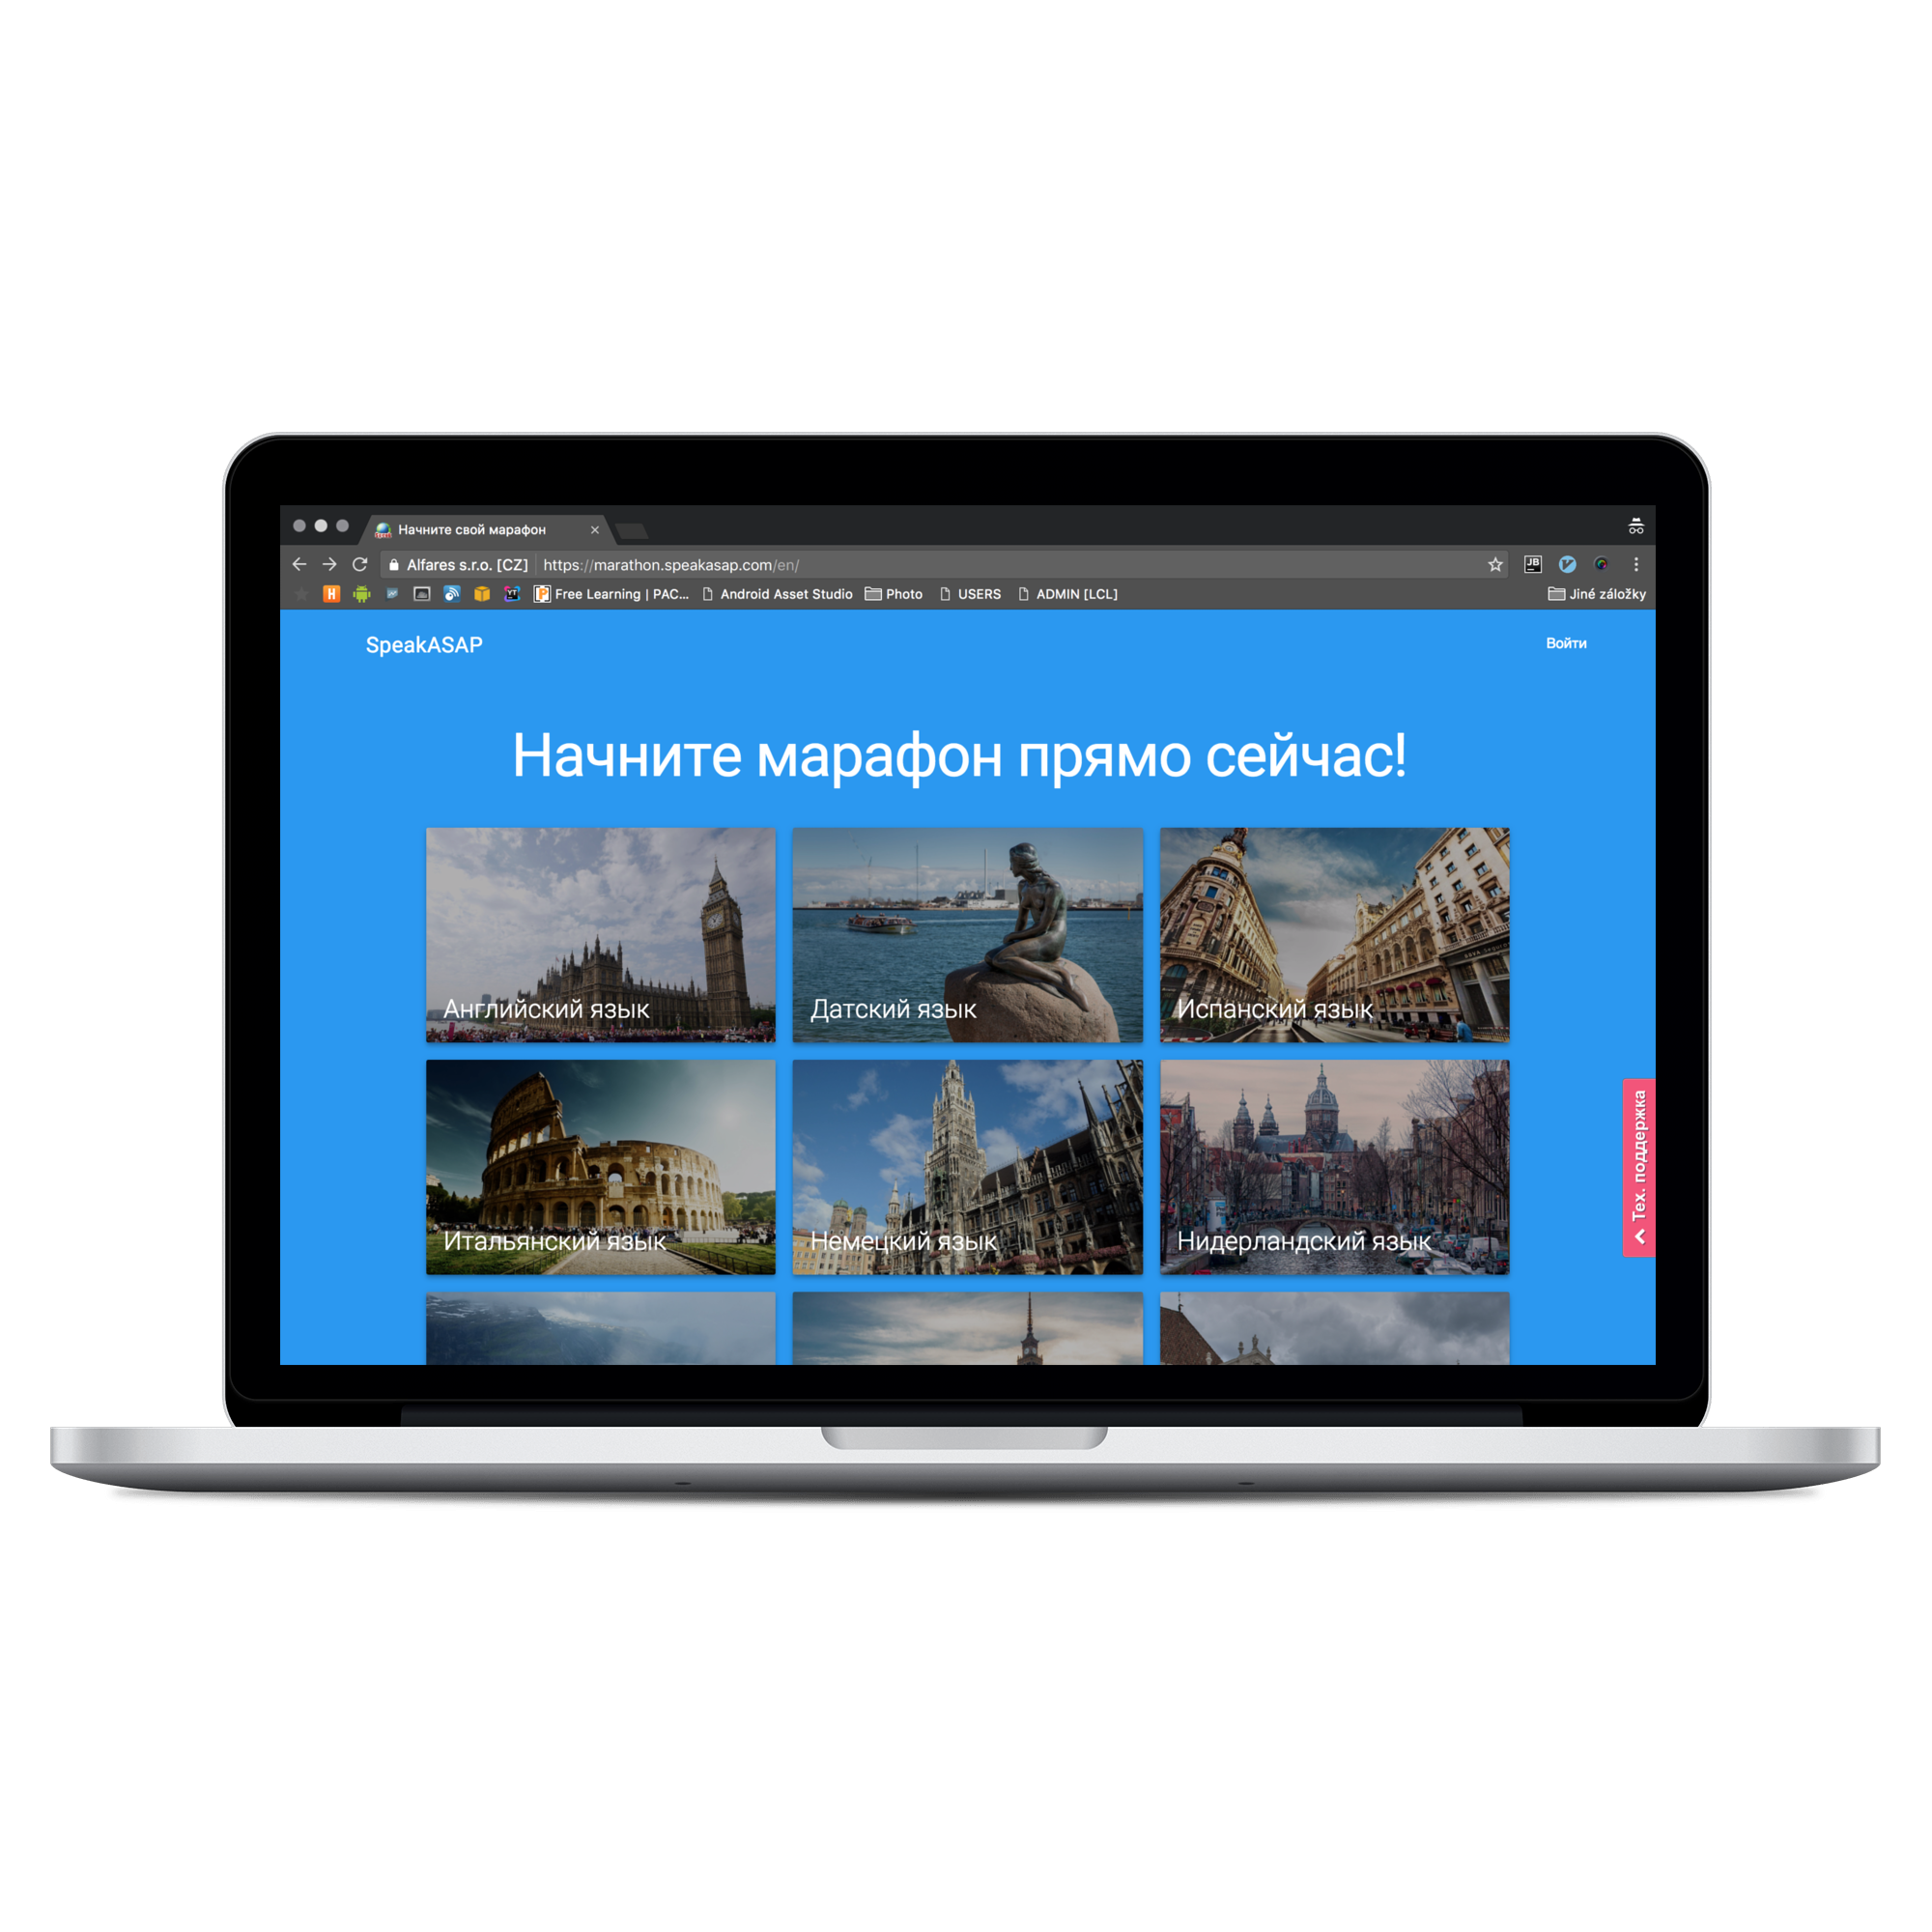 Начните свой марафон
Alfares s.r.o. [CZ] https://marathon.speakasap.com/en/
JB
H YT Free Learning | PAC... Android Asset Studio Photo USERS ADMIN [LCL] Jiné záložky
SpeakASAP Войти
Начните марафон прямо сейчас!
Английский язык Датский язык Испанский язык
Итальянский язык Немецкий язык Нидерландский язык
Тех. поддержка